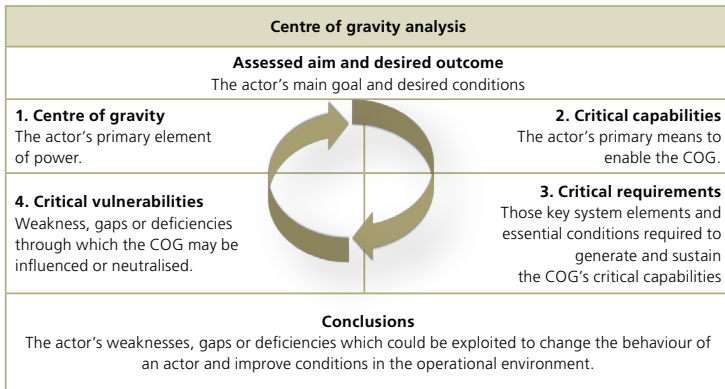 Centre of gravity analysis
Assessed aim and desired outcome
The actor's main goal and desired conditions
1. Centre of gravity
The actor's primary element
of power.
2. Critical capabilities
The actor's primary means to
enable the COG.
4. Critical vulnerabilities
Weakness, gaps or deficiencies
through which the COG may be
influenced or neutralised.
3. Critical requirements
Those key system elements and
essential conditions required to
generate and sustain
the COG's critical capabilities
Conclusions
The actor's weaknesses, gaps or deficiencies which could be exploited to change the behaviour of
an actor and improve conditions in the operational environment.